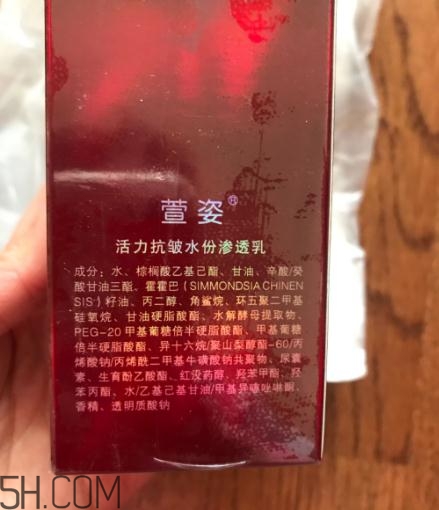 萱姿®
活力抗皱水份渗透乳
成分：水、棕榈酸乙基己酯、甘油、辛酸/癸
酸甘油三酯、霍霍巴（SIMMONDSIA CHINEN
SIS）籽油、丙二醇、角鲨烷、环五聚二甲基
硅氧烷、甘油硬脂酸酯、水解酵母提取物、
PEG-20甲基葡糖倍半硬脂酸酯、甲基葡糖
倍半硬脂酸酯、异十六烷/聚山梨醇酯-60/丙
烯酸钠/丙烯酰二甲基牛磺酸钠共聚物、尿囊
素、生育酚乙酸酯、红没药醇、羟苯甲酯、羟
苯丙酯、水/乙基己基甘油/甲基异噻唑啉酮、
香精、透明质酸钠
5H.COM